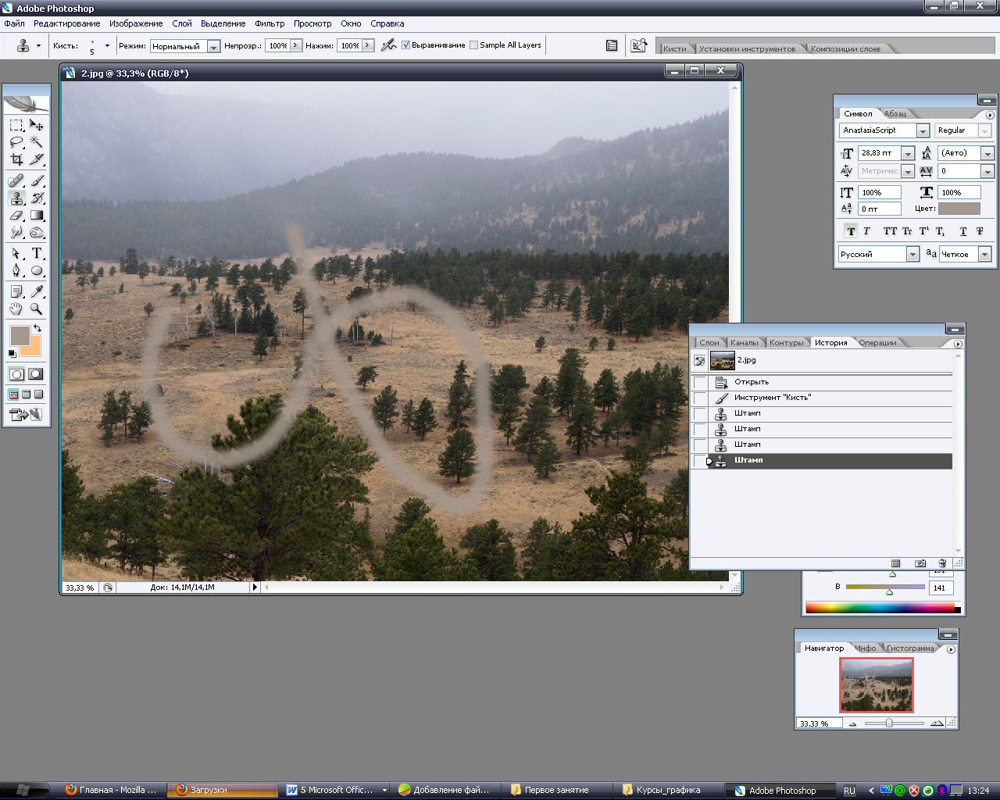 Adobe Photoshop
Файл Редактирование Изображение Слой Выделение Фильтр Просмотр Окно Справка
Кисть: 5 Режим: Нормальный Непрозр.: 100% Нажим: 100% Выравнивание Sample All Layers
Кисти Установки инструментов Композиции слоев
2.jpg @ 33,3% (RGB/8*)
Символ Абзац
AnastasiaScript Regular
28,83 пт (Авто)
Метричес 0
100% 100%
0 пт Цвет:
T T TT Tт T¹ T₁ T Ŧ
Русский aа Четкое
Слои Каналы Контуры История Операции
2.jpg
Открыть
Инструмент "Кисть"
Штамп
Штамп
Штамп
Штамп
B 141
33,33 % Док: 14,1M/14,1M
Навигатор Инфо Гистограмма
33.33 %
Главная - Mozilla ... Загрузки 5 Microsoft Offic... Добавление фай... Первое занятие Курсы_графика Adobe Photoshop RU 13:24